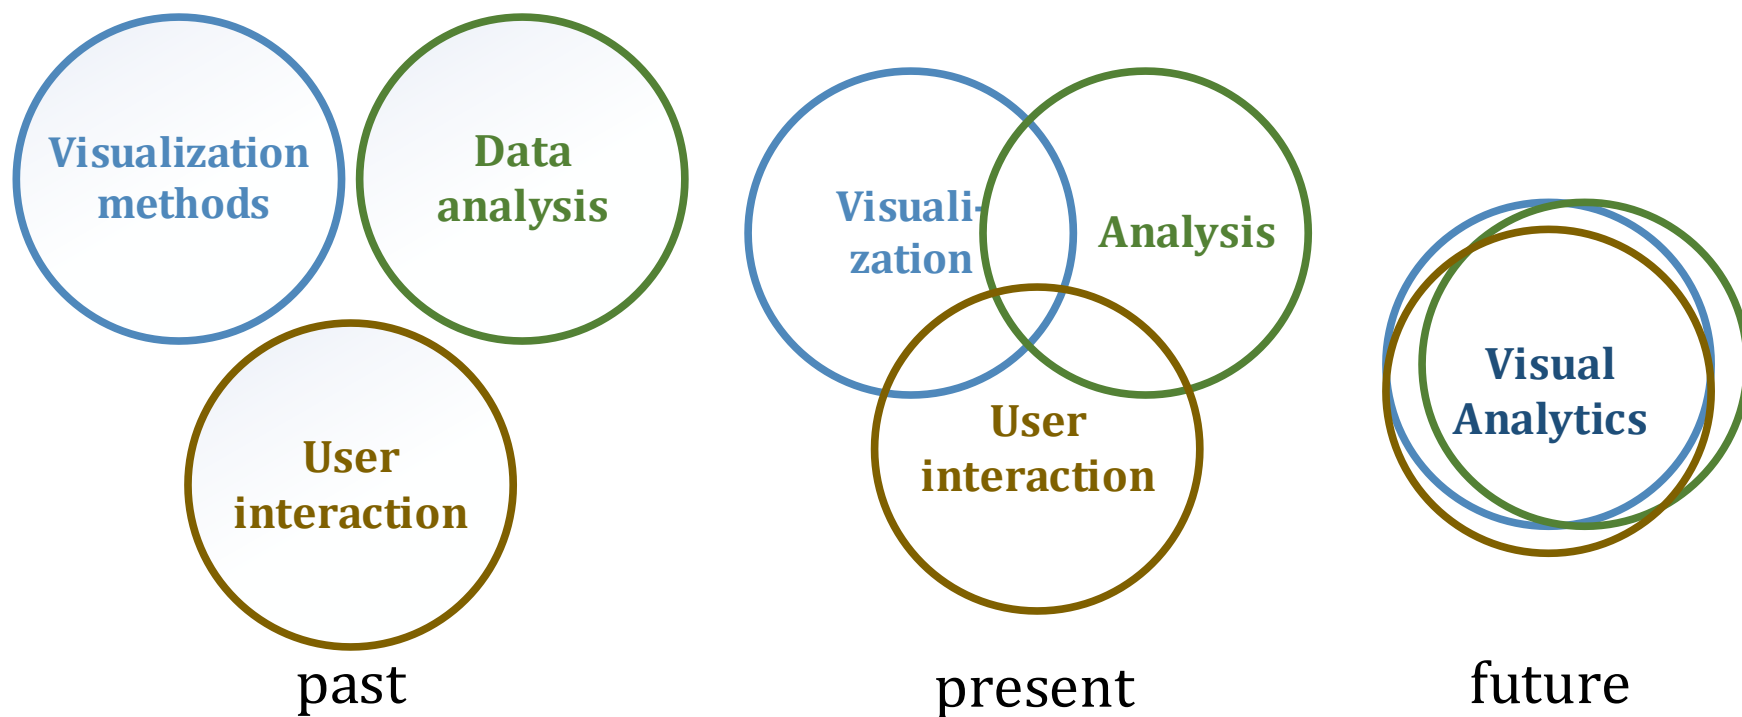 Visualization
methods
Data
analysis
User
interaction
past
Visuali-
zation
Analysis
User
interaction
present
Visual
Analytics
future